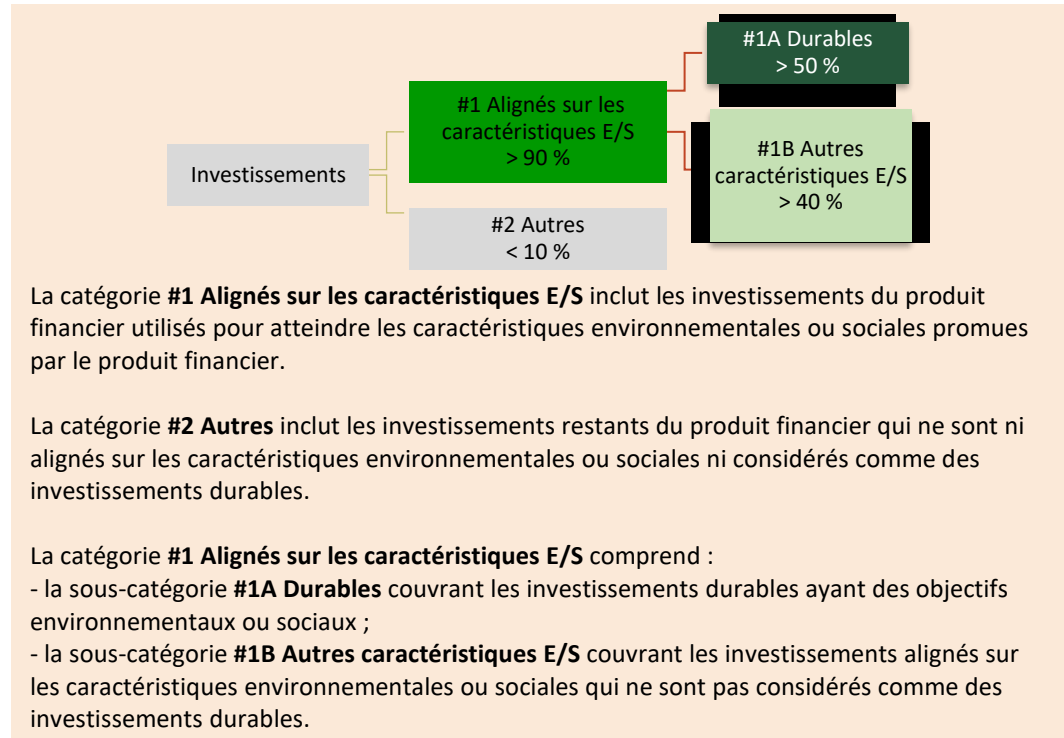 #1A Durables
> 50 %
#1 Alignés sur les
caractéristiques E/S
> 90 %
#1B Autres
caractéristiques E/S
> 40 %
Investissements
#2 Autres
< 10 %
La catégorie #1 Alignés sur les caractéristiques E/S inclut les investissements du produit
financier utilisés pour atteindre les caractéristiques environnementales ou sociales promues
par le produit financier.
La catégorie #2 Autres inclut les investissements restants du produit financier qui ne sont ni
alignés sur les caractéristiques environnementales ou sociales ni considérés comme des
investissements durables.
La catégorie #1 Alignés sur les caractéristiques E/S comprend :
- la sous-catégorie #1A Durables couvrant les investissements durables ayant des objectifs
environnementaux ou sociaux ;
- la sous-catégorie #1B Autres caractéristiques E/S couvrant les investissements alignés sur
les caractéristiques environnementales ou sociales qui ne sont pas considérés comme des
investissements durables.